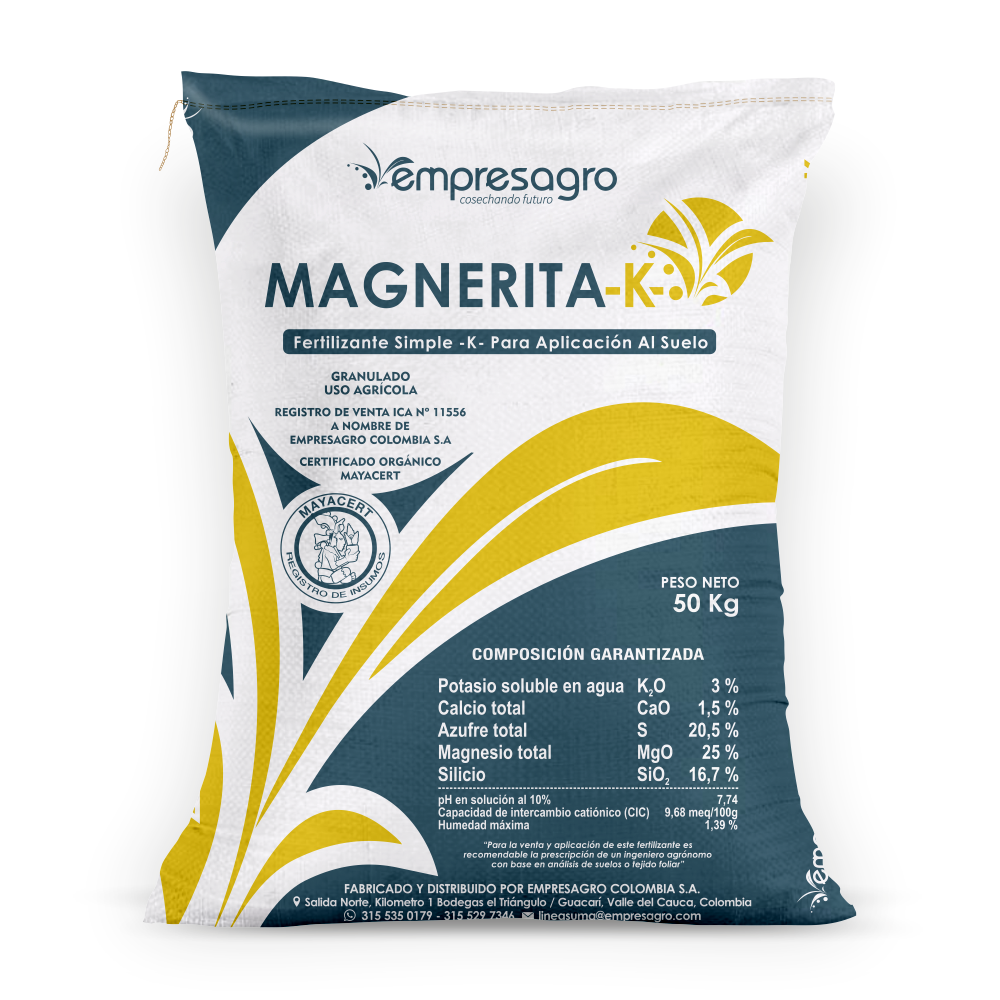 empresagro
cosechando futuro
MAGNERITA-K-
Fertilizante Simple -K- Para Aplicación Al Suelo
GRANULADO
USO AGRÍCOLA
REGISTRO DE VENTA ICA Nº 11556
A NOMBRE DE
EMPRESAGRO COLOMBIA S.A
CERTIFICADO ORGÁNICO
MAYACERT
MAYACERT
REGISTRO DE INSUMOS
PESO NETO
50 Kg
COMPOSICIÓN GARANTIZADA
Potasio soluble en agua K₂O 3 %
Calcio total CaO 1,5 %
Azufre total S 20,5 %
Magnesio total MgO 25 %
Silicio SiO₂ 16,7 %
pH en solución al 10% 7,74
Capacidad de intercambio catiónico (CIC) 9,68 meq/100g
Humedad máxima 1,39 %
"Para la venta y aplicación de este fertilizante es
recomendable la prescripción de un ingeniero agrónomo
con base en análisis de suelos o tejido foliar"
FABRICADO Y DISTRIBUIDO POR EMPRESAGRO COLOMBIA S.A.
Salida Norte, Kilometro 1 Bodegas el Triángulo / Guacarí, Valle del Cauca, Colombia
315 535 0179 - 315 529 7346 lineasuma@empresagro.com